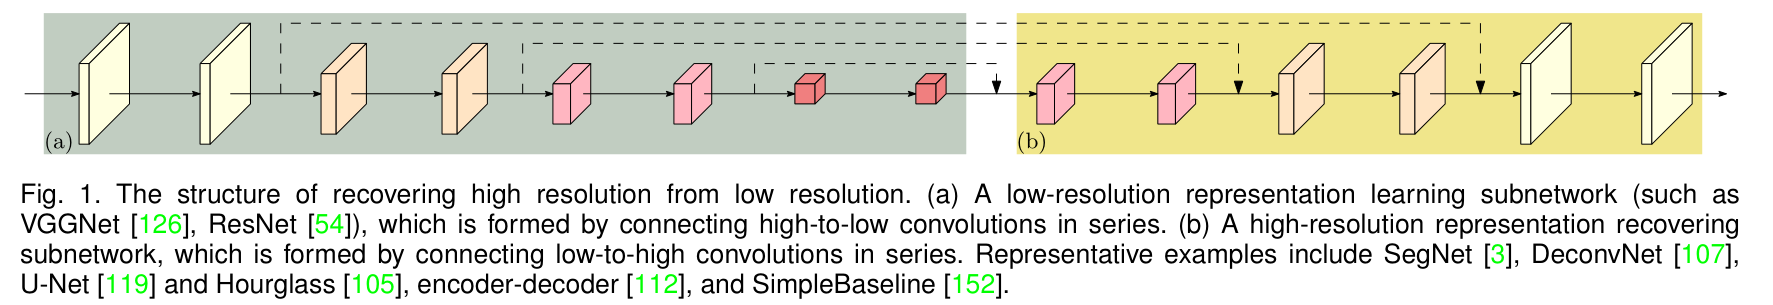 (a)
(b)
Fig. 1. The structure of recovering high resolution from low resolution. (a) A low-resolution representation learning subnetwork (such as
VGGNet [126], ResNet [54]), which is formed by connecting high-to-low convolutions in series. (b) A high-resolution representation recovering
subnetwork, which is formed by connecting low-to-high convolutions in series. Representative examples include SegNet [3], DeconvNet [107],
U-Net [119] and Hourglass [105], encoder-decoder [112], and SimpleBaseline [152].